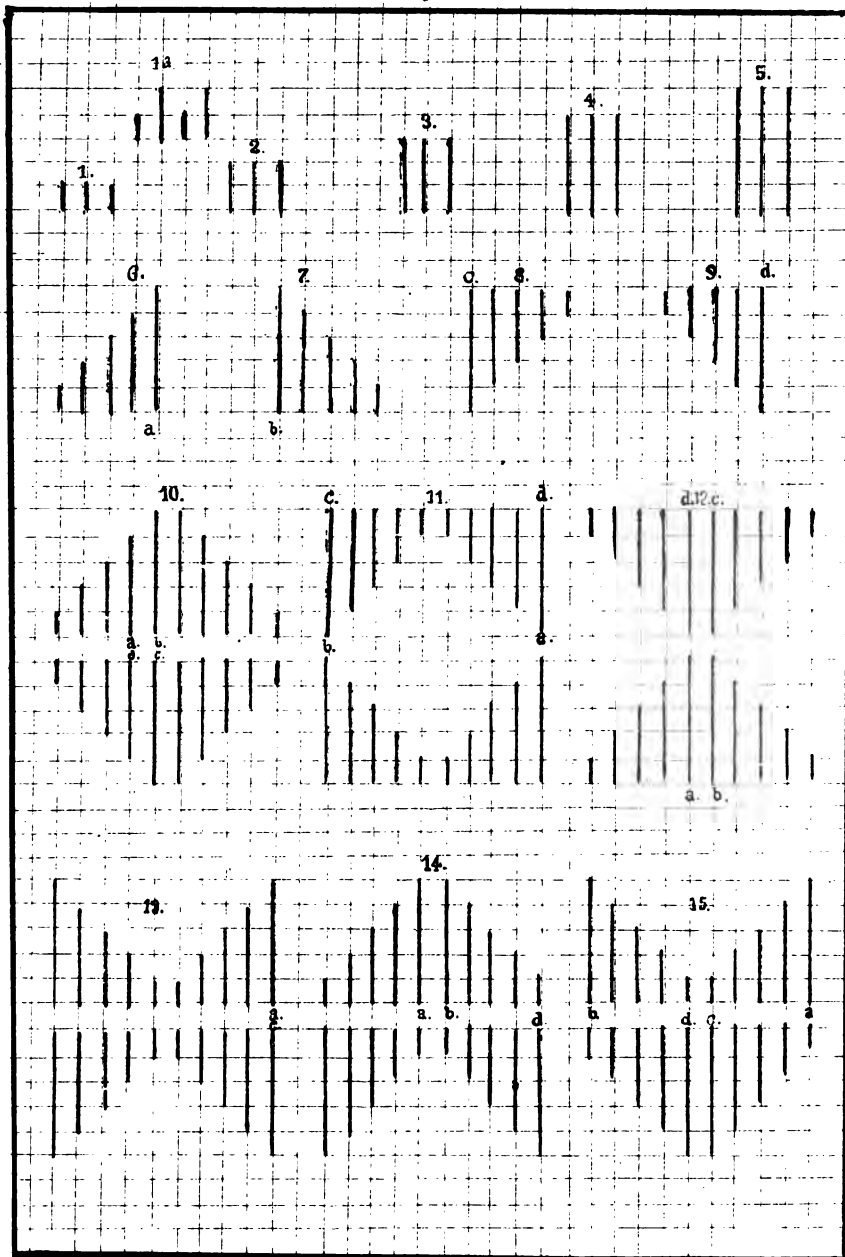 1a
5.
4.
3.
2.
1.
6. 7. c. 8. 9. d.
a b.
10. c. 11. d. d.12.c.
a. b. b. a.
d. c.
a. b.
14.
13. 15.
a. a. b. d. b. d. c. a